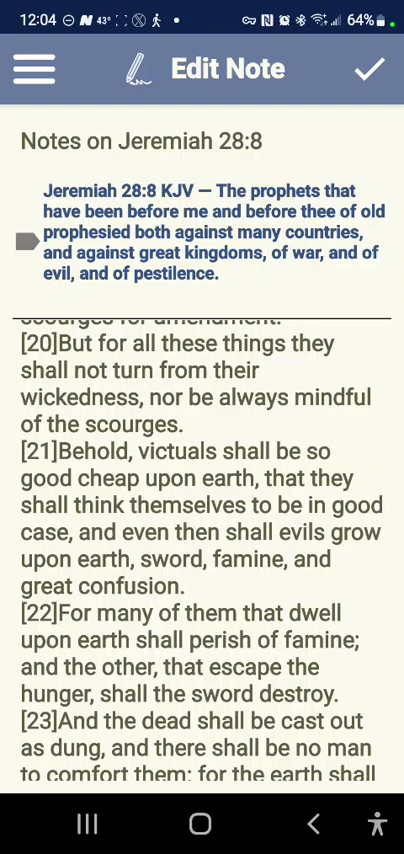 12:04 43° 64%
Edit Note
Notes on Jeremiah 28:8
Jeremiah 28:8 KJV — The prophets that
have been before me and before thee of old
prophesied both against many countries,
and against great kingdoms, of war, and of
evil, and of pestilence.
scourges for amendment.
[20]But for all these things they
shall not turn from their
wickedness, nor be always mindful
of the scourges.
[21]Behold, victuals shall be so
good cheap upon earth, that they
shall think themselves to be in good
case, and even then shall evils grow
upon earth, sword, famine, and
great confusion.
[22]For many of them that dwell
upon earth shall perish of famine;
and the other, that escape the
hunger, shall the sword destroy.
[23]And the dead shall be cast out
as dung, and there shall be no man
to comfort them: for the earth shall